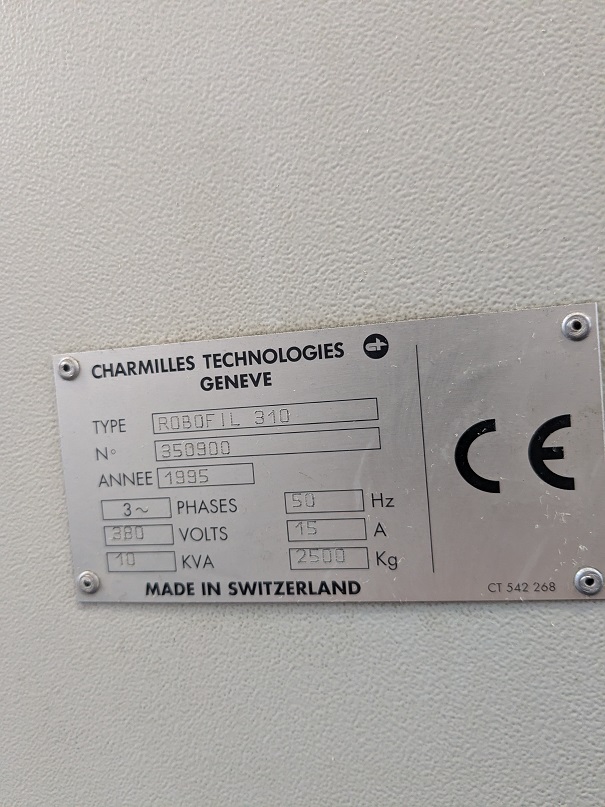 CHARMILLES TECHNOLOGIES
GENEVE
TYPE ROBOFIL 310
N° 350900
ANNEE 1995
3~ PHASES 50 Hz
380 VOLTS 15 A
10 KVA 2500 Kg
MADE IN SWITZERLAND
CE
CT 542 268